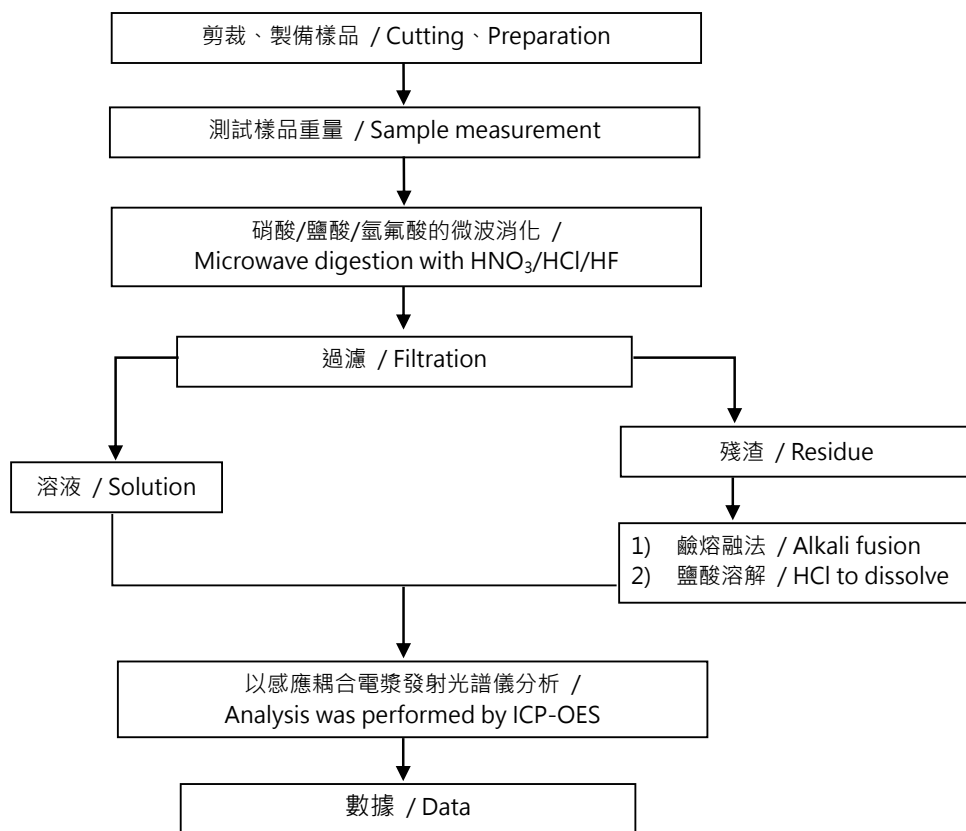 剪裁、製備樣品 / Cutting、Preparation
測試樣品重量 / Sample measurement
硝酸/鹽酸/氫氟酸的微波消化 /
Microwave digestion with HNO₃/HCl/HF
過濾 / Filtration
殘渣 / Residue
溶液 / Solution
1) 鹼熔融法 / Alkali fusion
2) 鹽酸溶解 / HCl to dissolve
以感應耦合電漿發射光譜儀分析 /
Analysis was performed by ICP-OES
數據 / Data